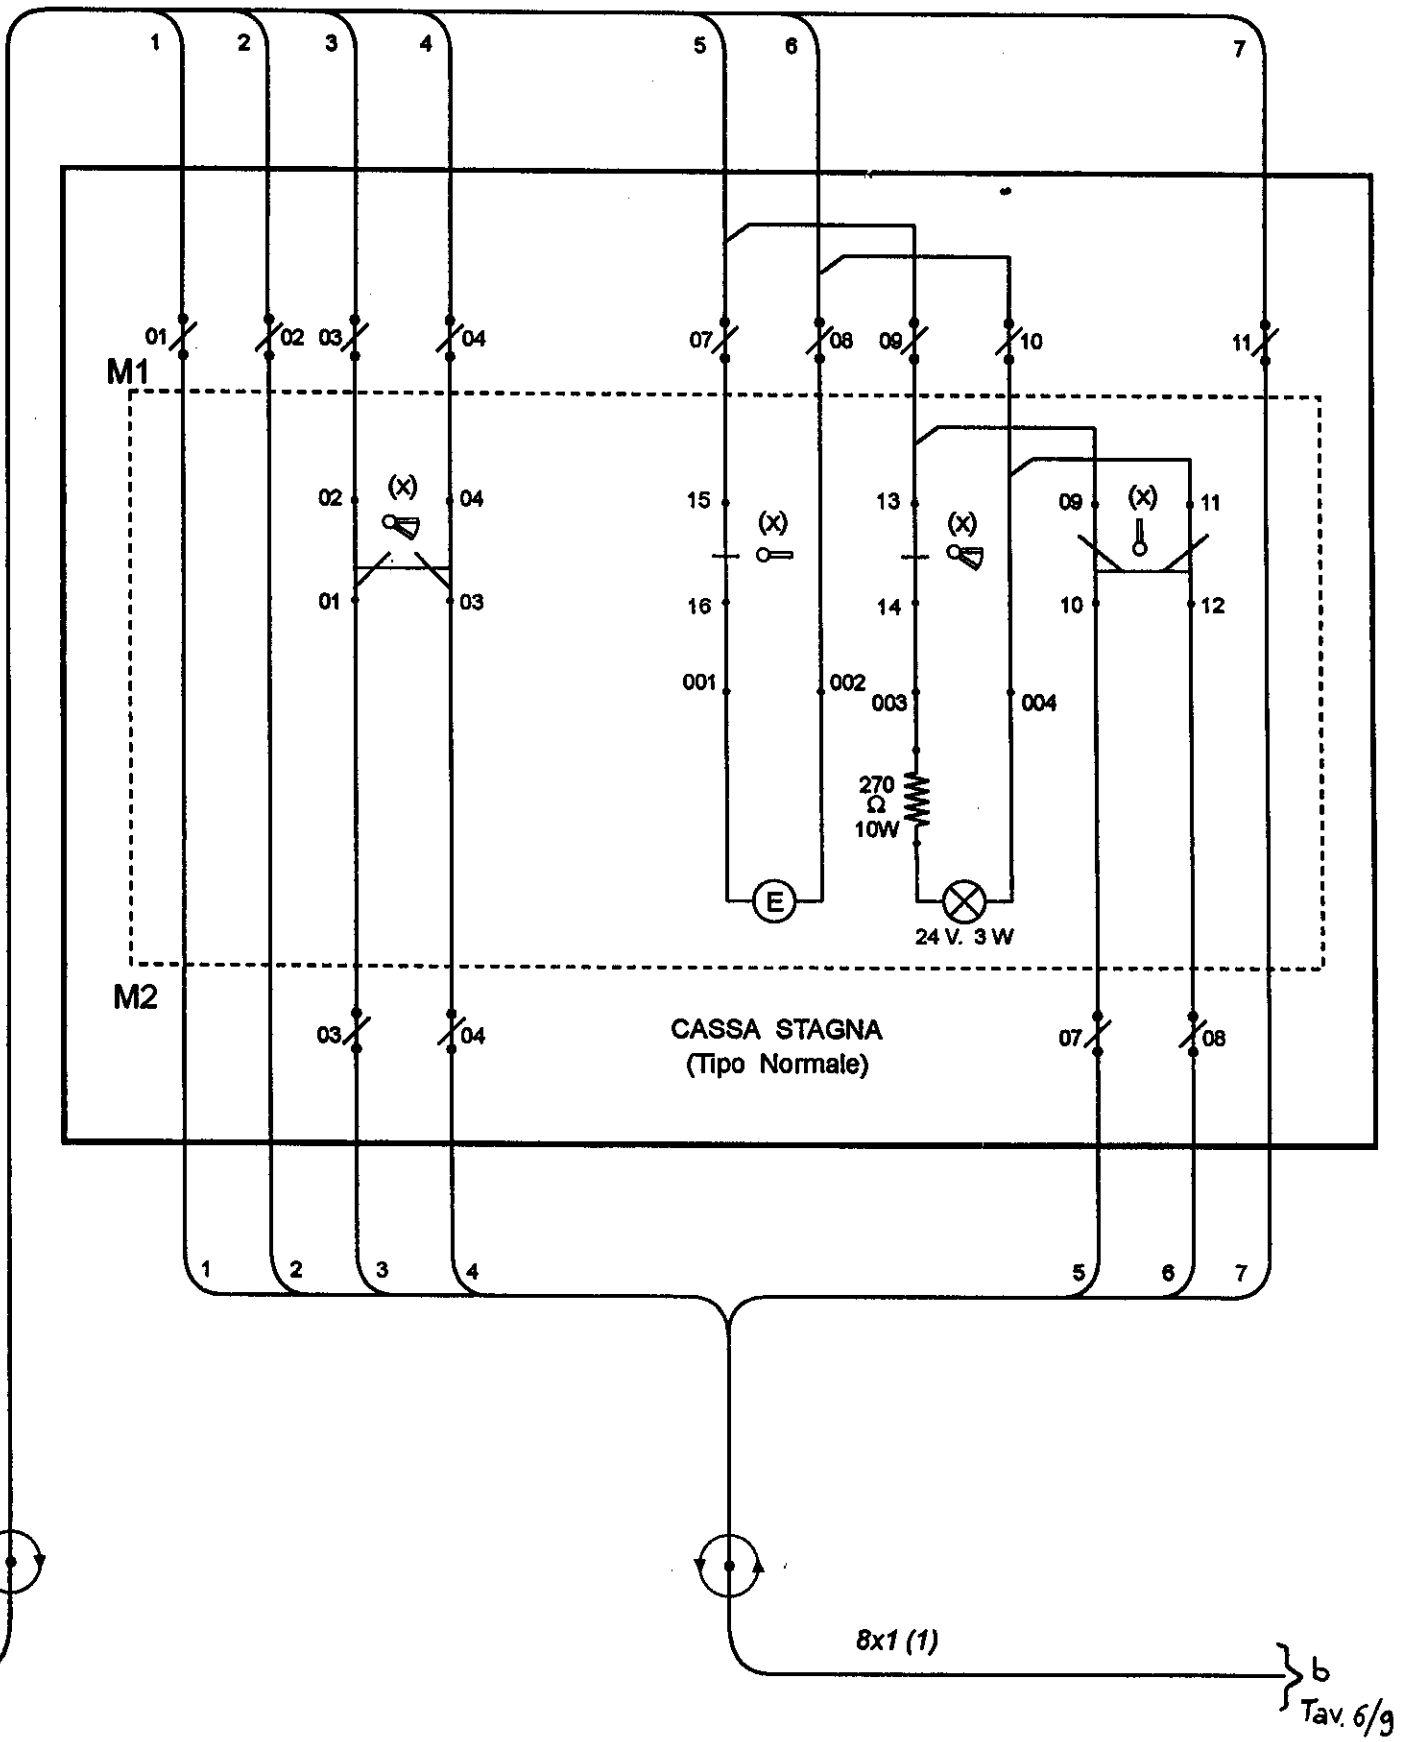 1 2 3 4 5 6 7
01 02 03 04 07 08 09 10 11
M1
(x)
02 04 15 (x) 13 (x) 09 (x) 11
01 03 16 14 10 12
001 002 003 004
270
Ω
10W
E
24 V. 3 W
M2
03 04 07 08
CASSA STAGNA
(Tipo Normale)
1 2 3 4 5 6 7
8x1 (1)
b
Tav. 6/9